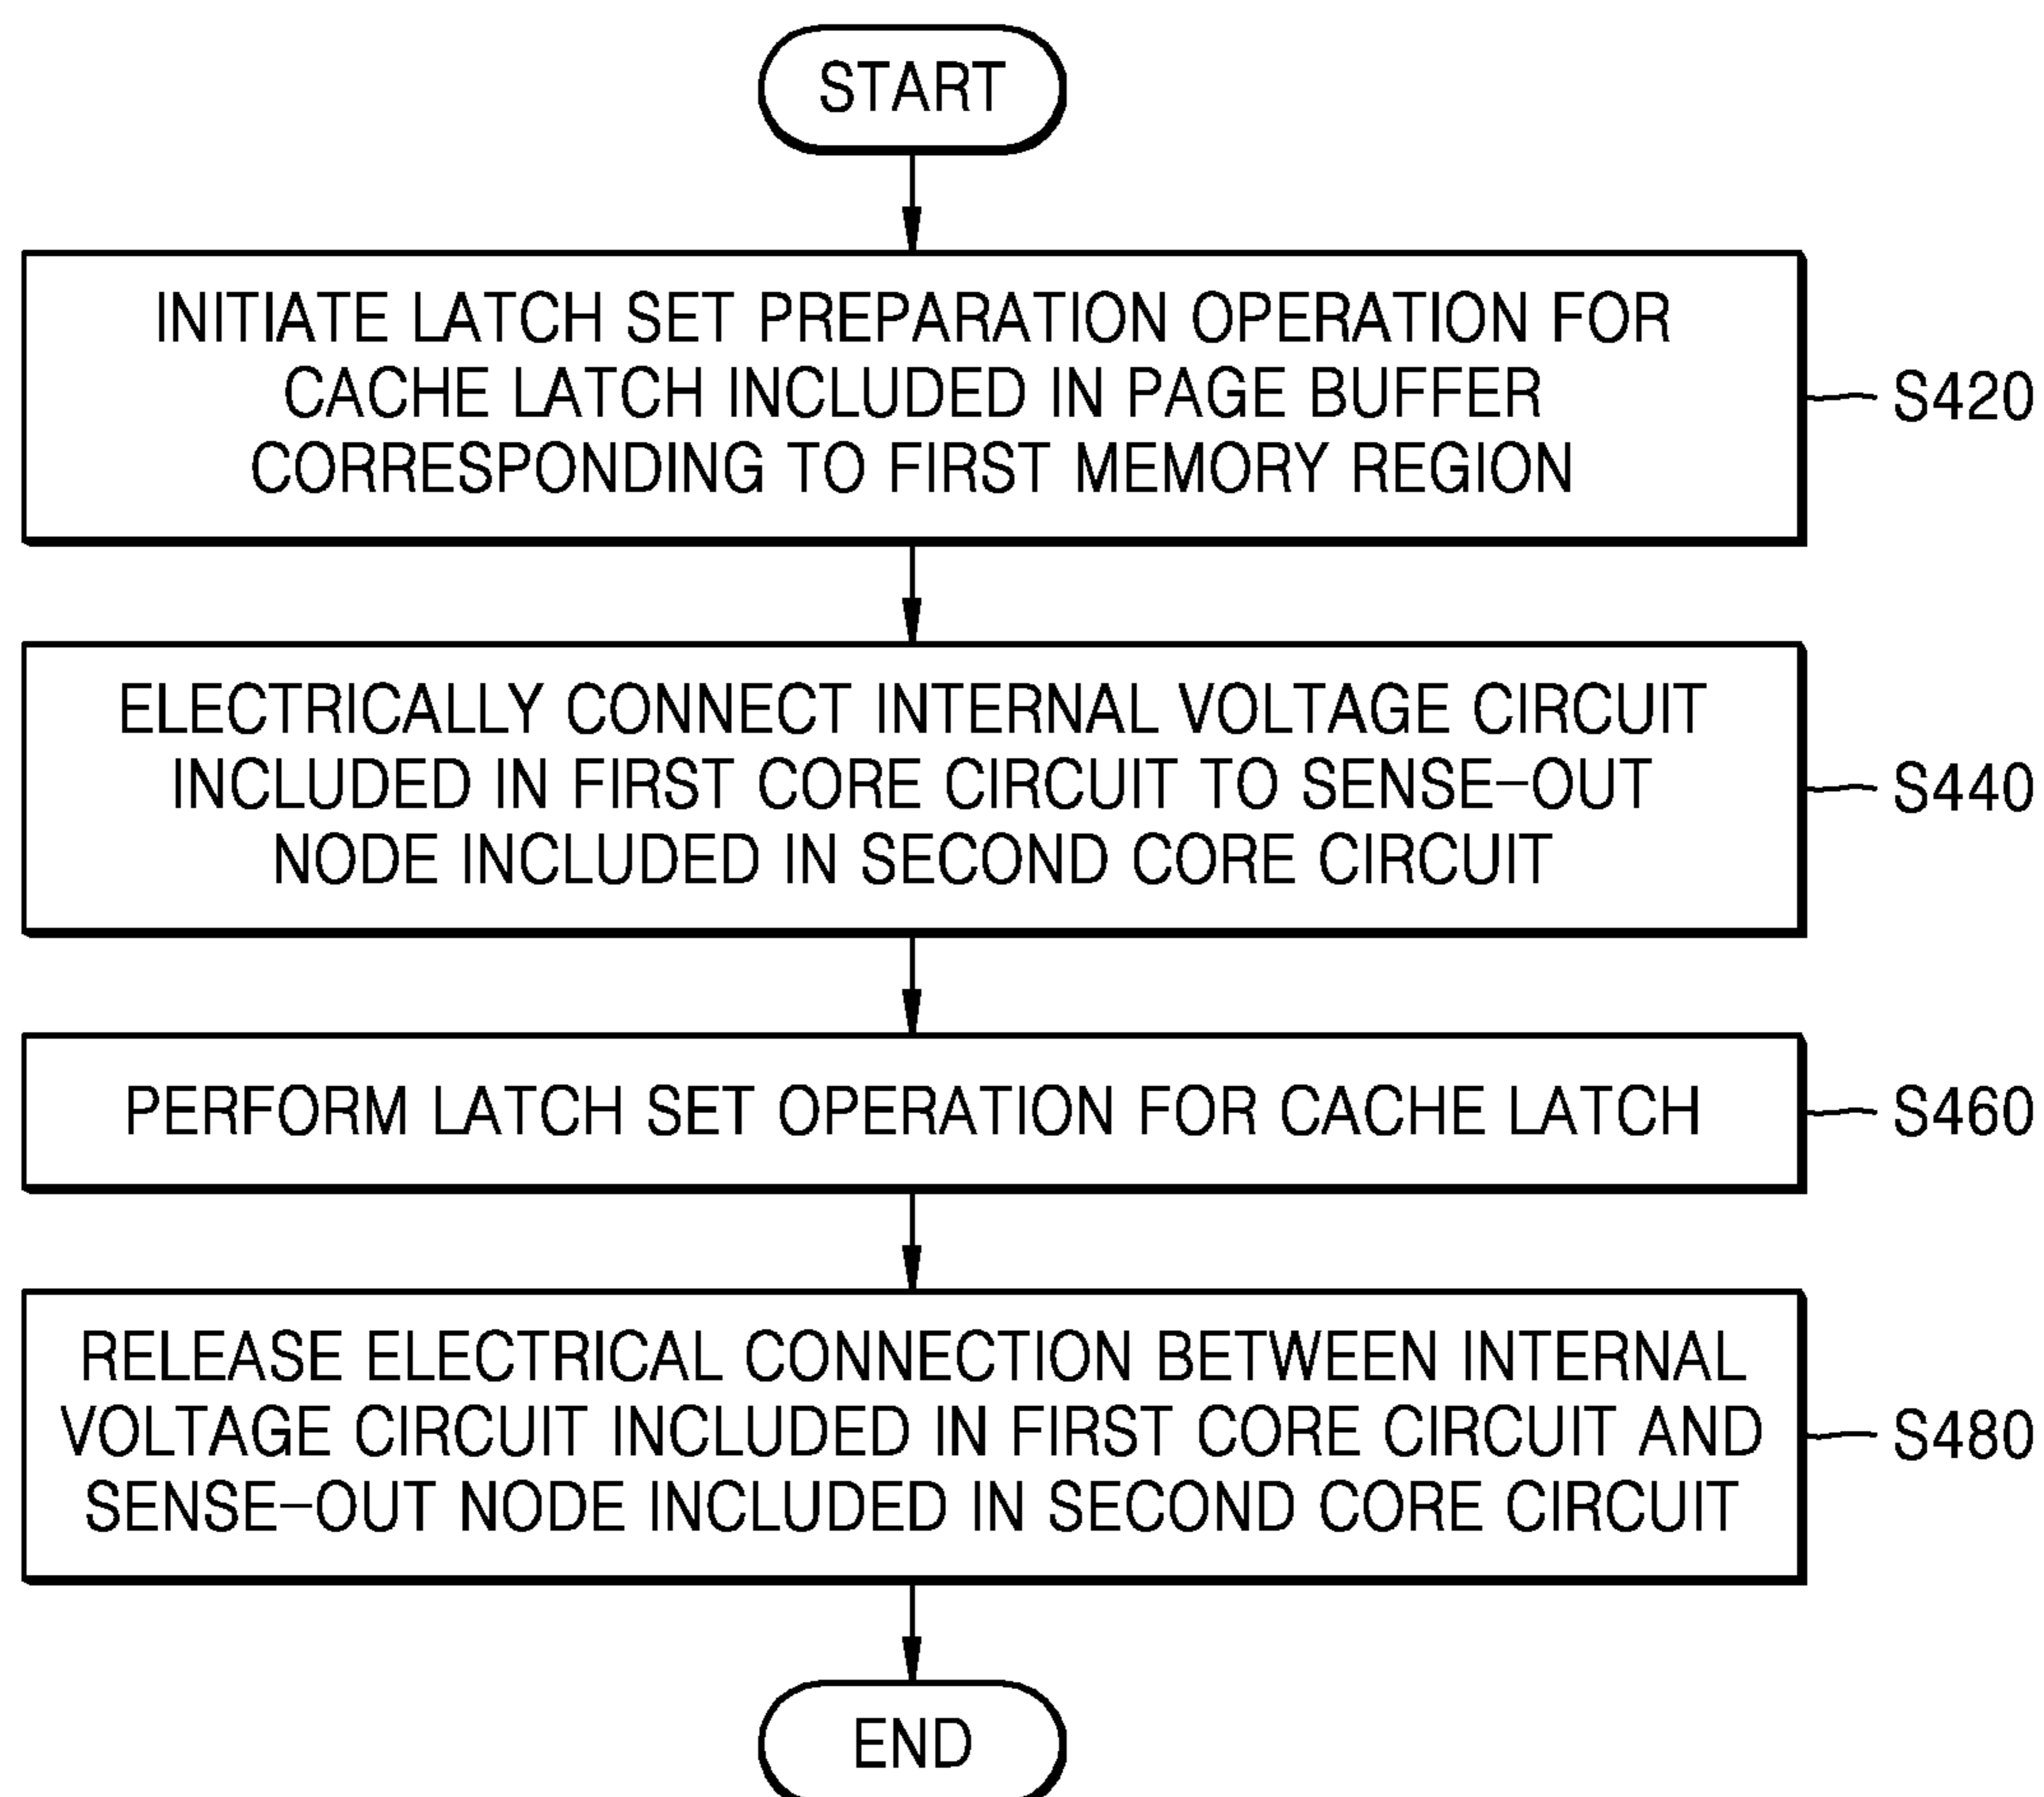 START
INITIATE LATCH SET PREPARATION OPERATION FOR
CACHE LATCH INCLUDED IN PAGE BUFFER
CORRESPONDING TO FIRST MEMORY REGION
S420
ELECTRICALLY CONNECT INTERNAL VOLTAGE CIRCUIT
INCLUDED IN FIRST CORE CIRCUIT TO SENSE-OUT
NODE INCLUDED IN SECOND CORE CIRCUIT
S440
PERFORM LATCH SET OPERATION FOR CACHE LATCH
S460
RELEASE ELECTRICAL CONNECTION BETWEEN INTERNAL
VOLTAGE CIRCUIT INCLUDED IN FIRST CORE CIRCUIT AND
SENSE-OUT NODE INCLUDED IN SECOND CORE CIRCUIT
S480
END